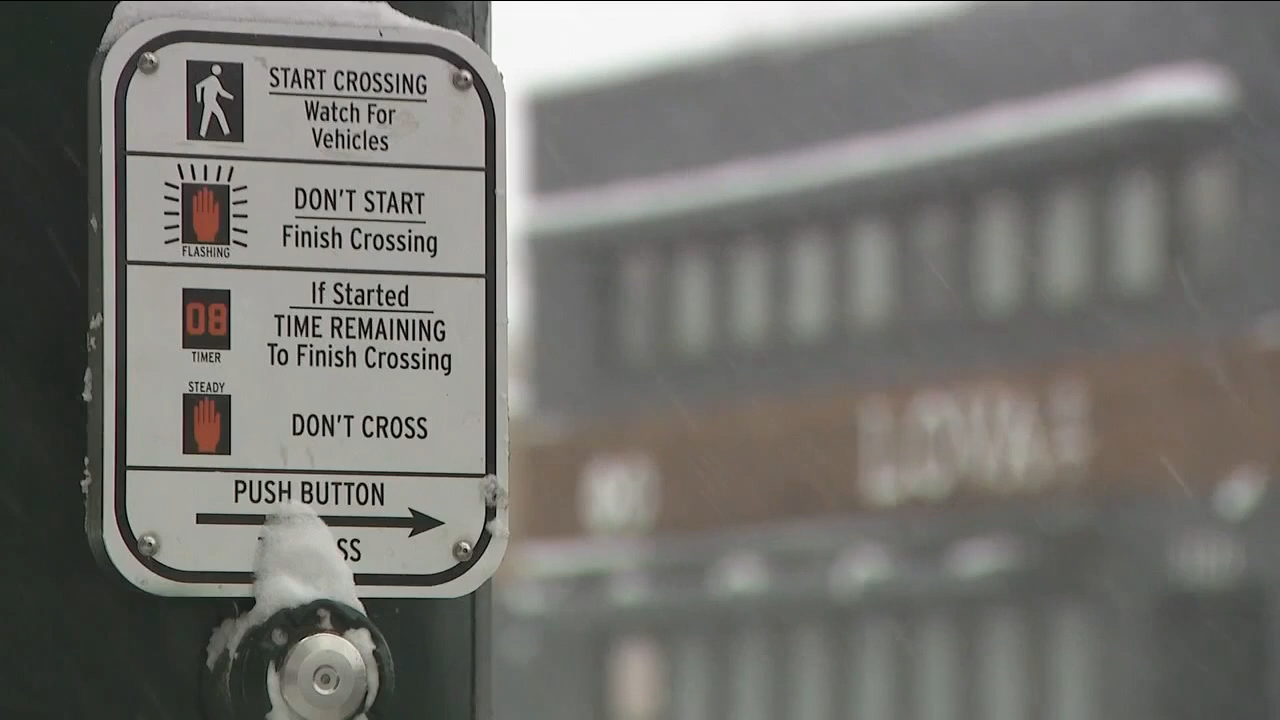 START CROSSING
Watch For
Vehicles
DON'T START
Finish Crossing
FLASHING
If Started
08
TIME REMAINING
To Finish Crossing
TIMER
STEADY
DON'T CROSS
PUSH BUTTON
SS